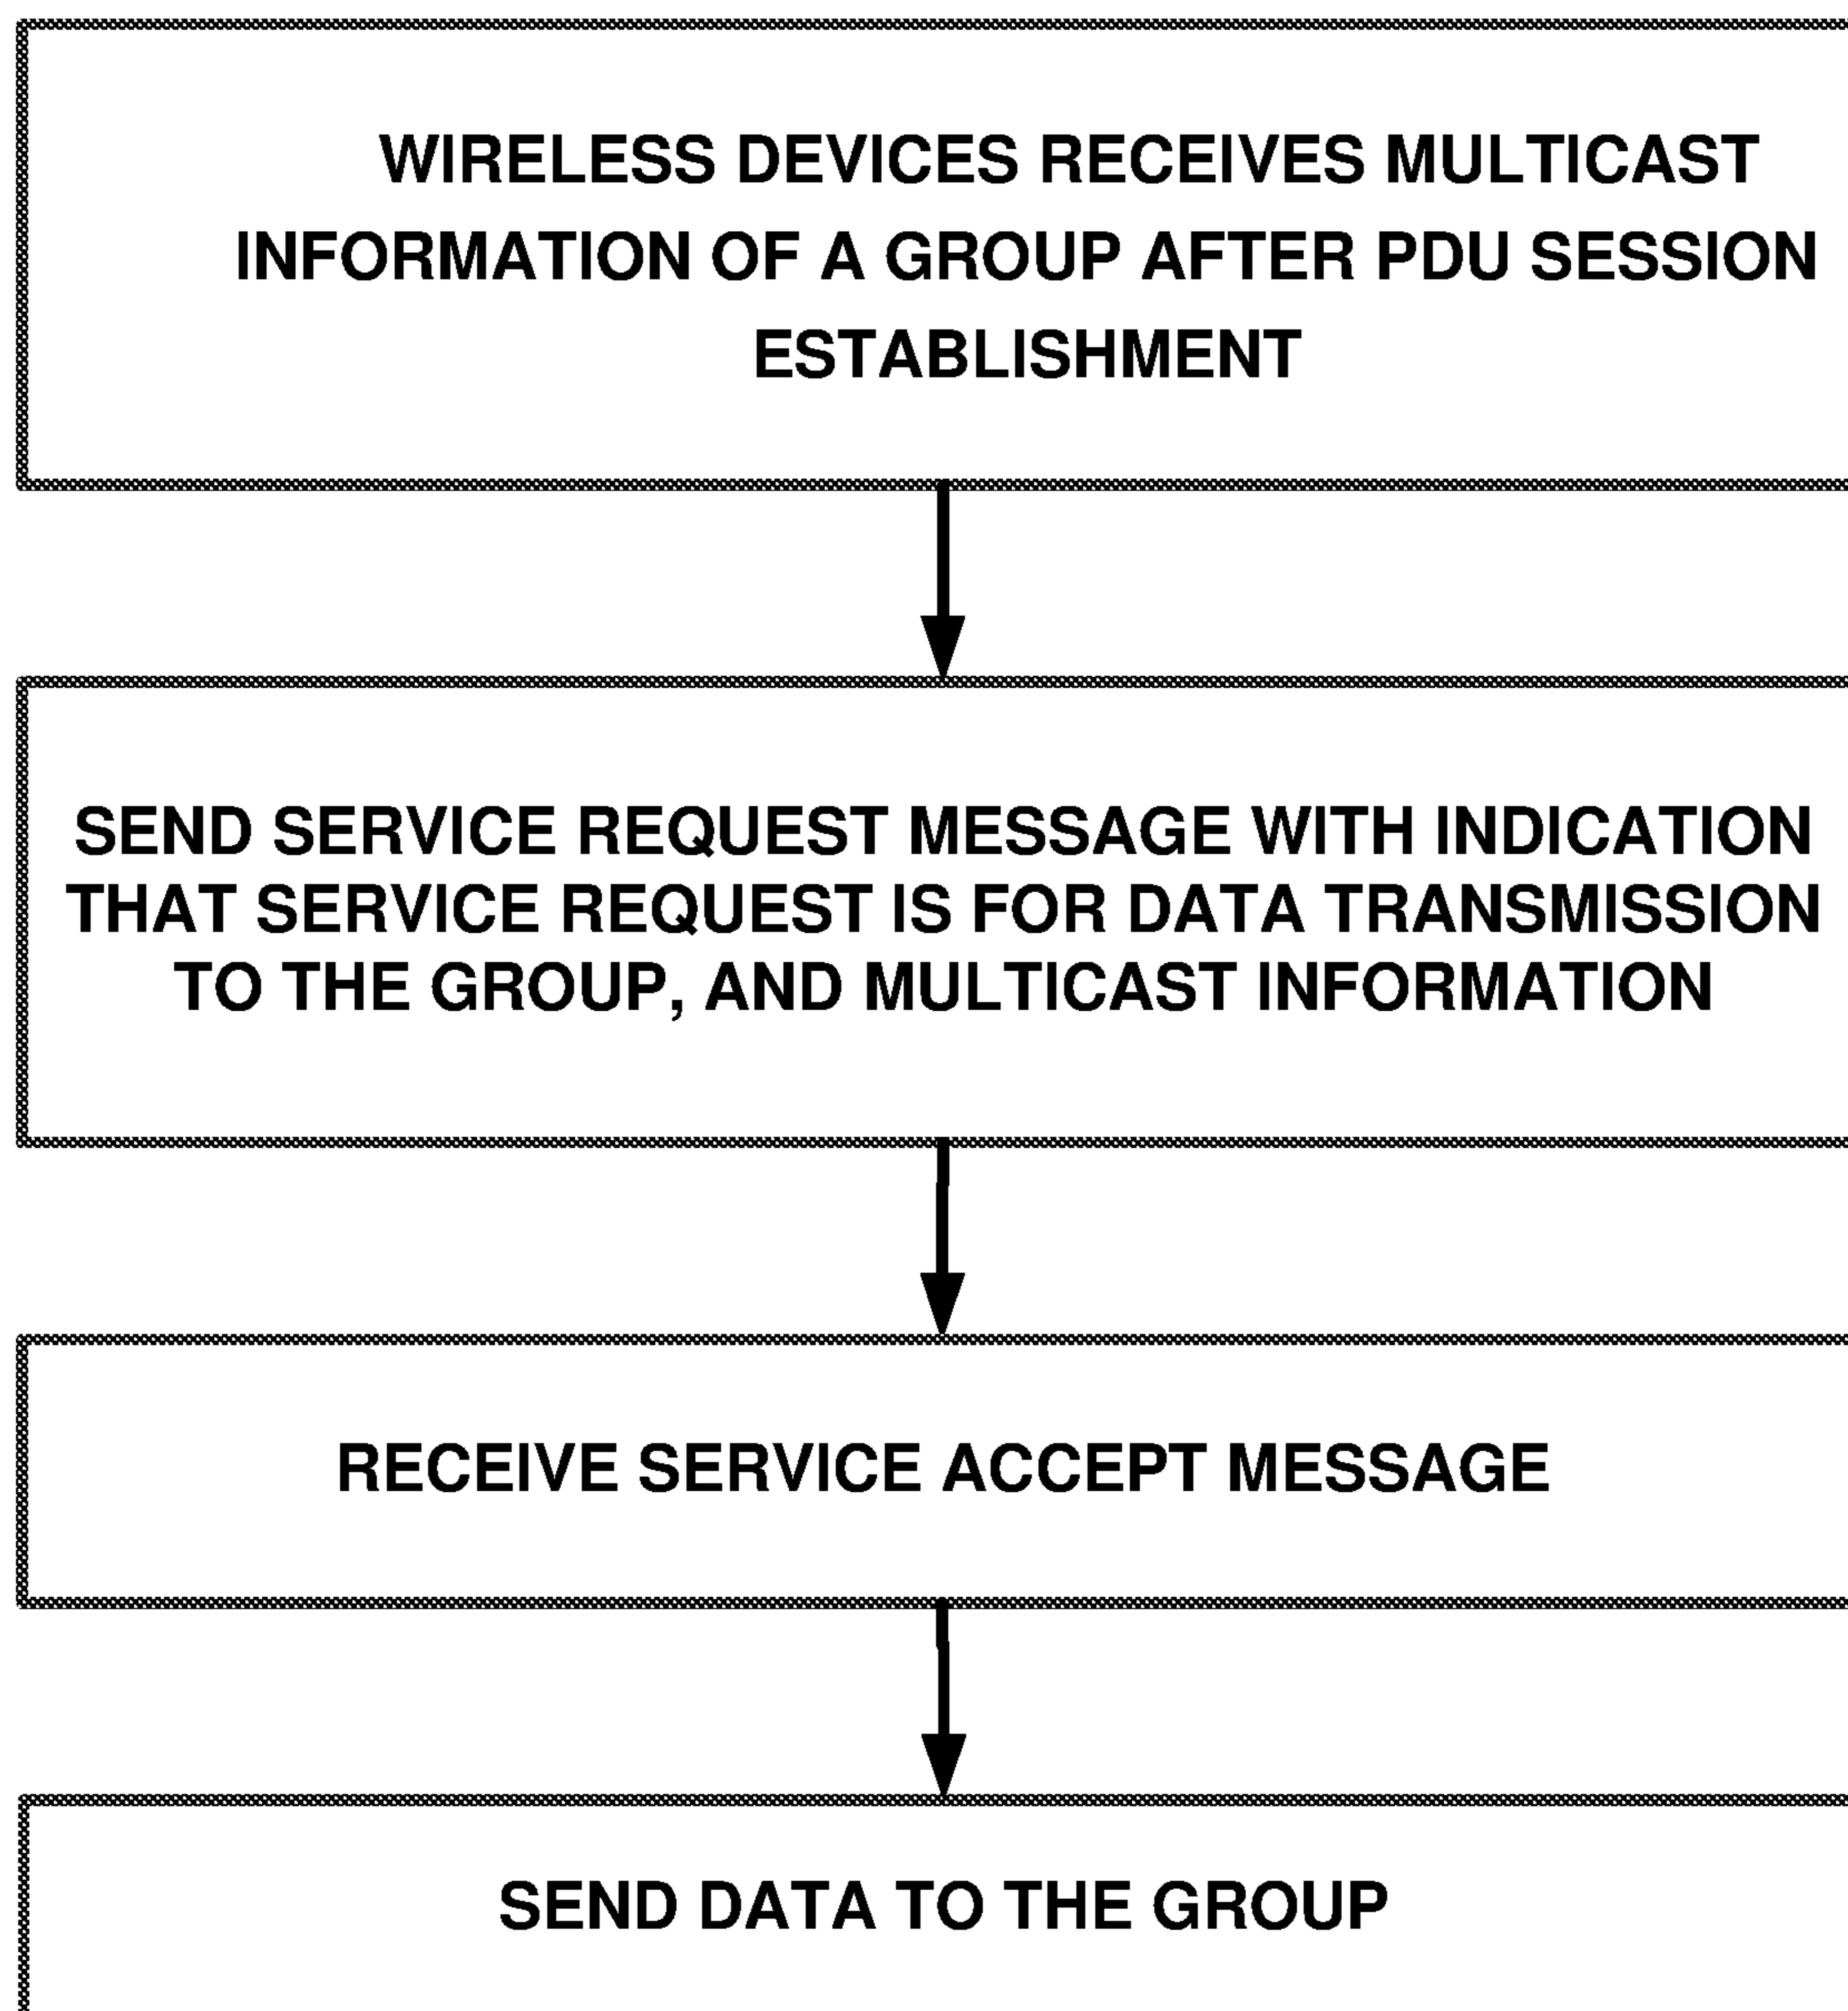 WIRELESS DEVICES RECEIVES MULTICAST
INFORMATION OF A GROUP AFTER PDU SESSION
ESTABLISHMENT
SEND SERVICE REQUEST MESSAGE WITH INDICATION
THAT SERVICE REQUEST IS FOR DATA TRANSMISSION
TO THE GROUP, AND MULTICAST INFORMATION
RECEIVE SERVICE ACCEPT MESSAGE
SEND DATA TO THE GROUP